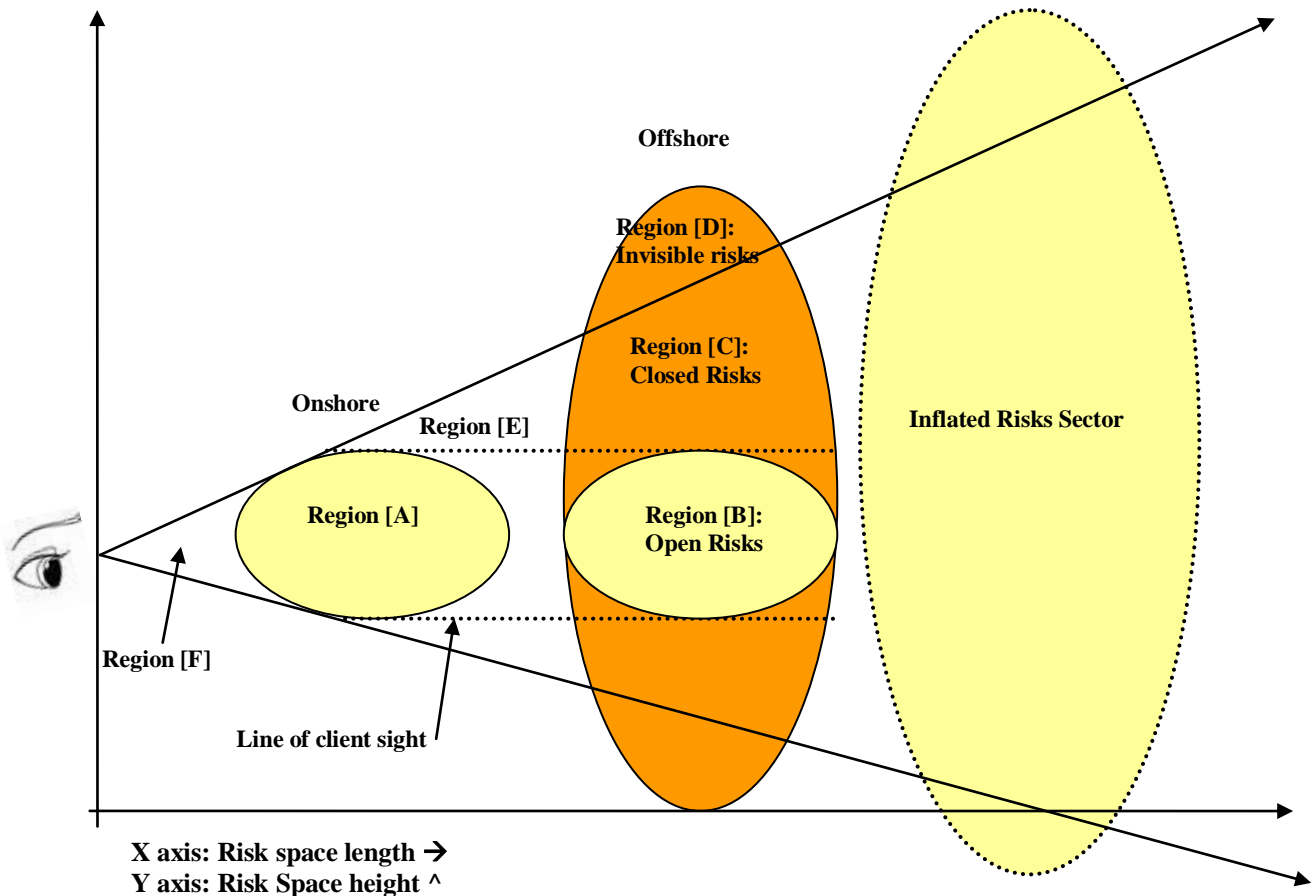 Offshore
Region [D]:
Invisible risks
Region [C]:
Closed Risks
Onshore
Region [E]
Inflated Risks Sector
Region [A]
Region [B]:
Open Risks
Region [F]
Line of client sight
X axis: Risk space length →
Y axis: Risk Space height ^